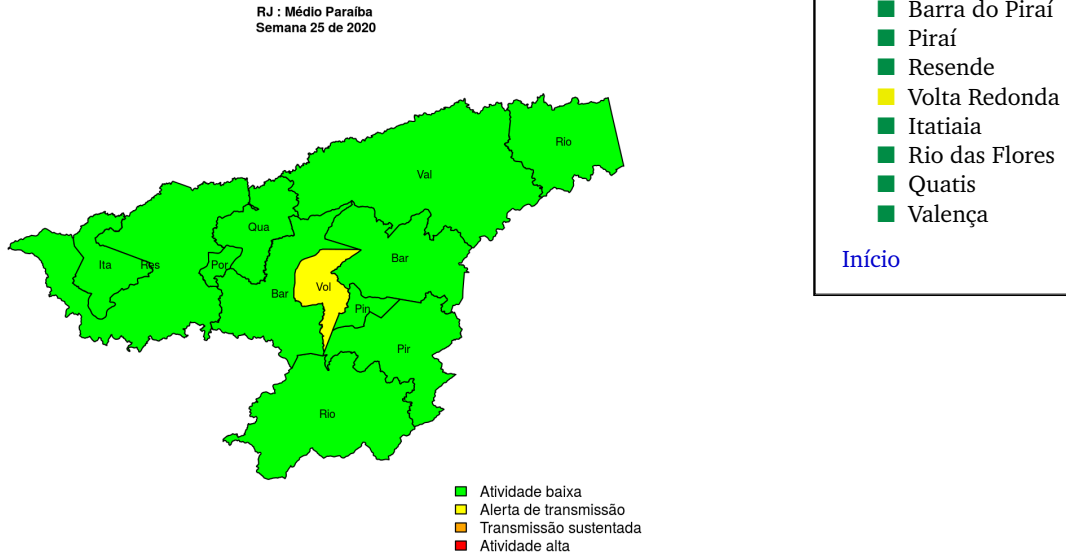 RJ : Médio Paraíba
Semana 25 de 2020
Rio
Val
Qua
Ita
Res
Por
Bar
Bar
Vol
Pin
Pir
Rio
Atividade baixa
Alerta de transmissão
Transmissão sustentada
Atividade alta
Barra do Piraí
Piraí
Resende
Volta Redonda
Itatiaia
Rio das Flores
Quatis
Valença
Início